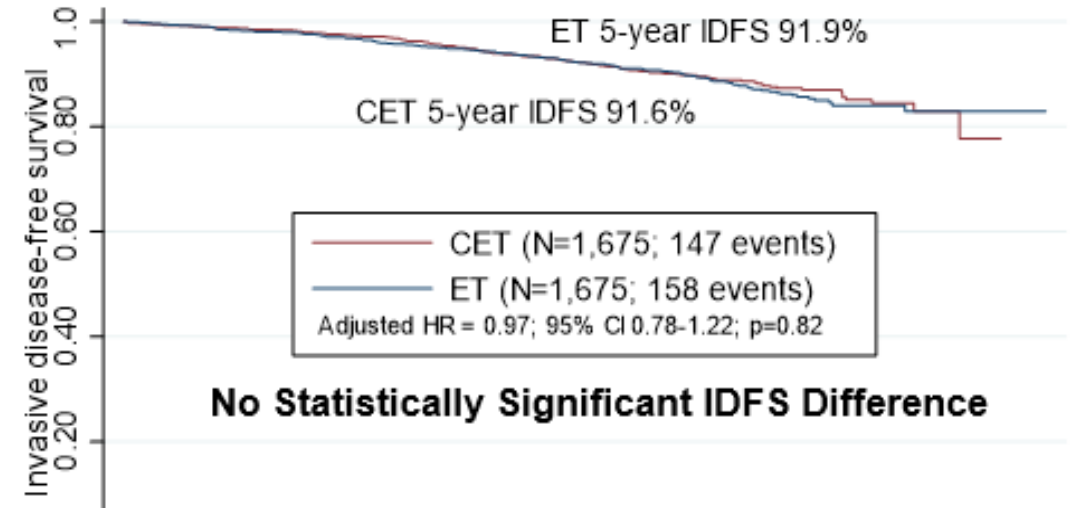 Invasive disease-free survival
1.0
0.80
0.60
0.40
0.20
ET 5-year IDFS 91.9%
CET 5-year IDFS 91.6%
CET (N=1,675; 147 events)
ET (N=1,675; 158 events)
Adjusted HR = 0.97; 95% CI 0.78-1.22; p=0.82
No Statistically Significant IDFS Difference